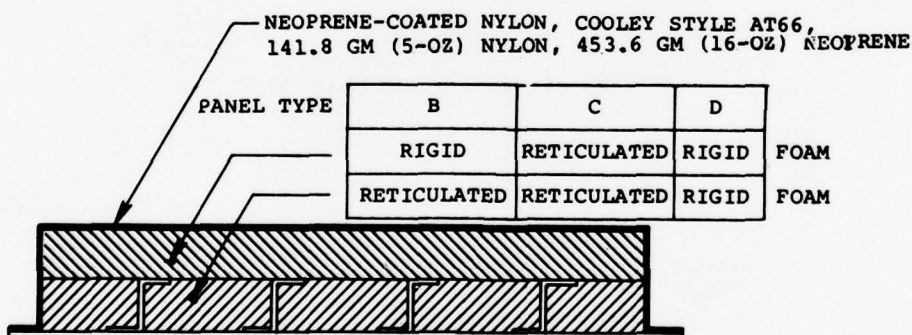 NEOPRENE-COATED NYLON, COOLEY STYLE AT66,
141.8 GM (5-OZ) NYLON, 453.6 GM (16-OZ) NEOPRENE
PANEL TYPE B C D
RIGID RETICULATED RIGID FOAM
RETICULATED RETICULATED RIGID FOAM